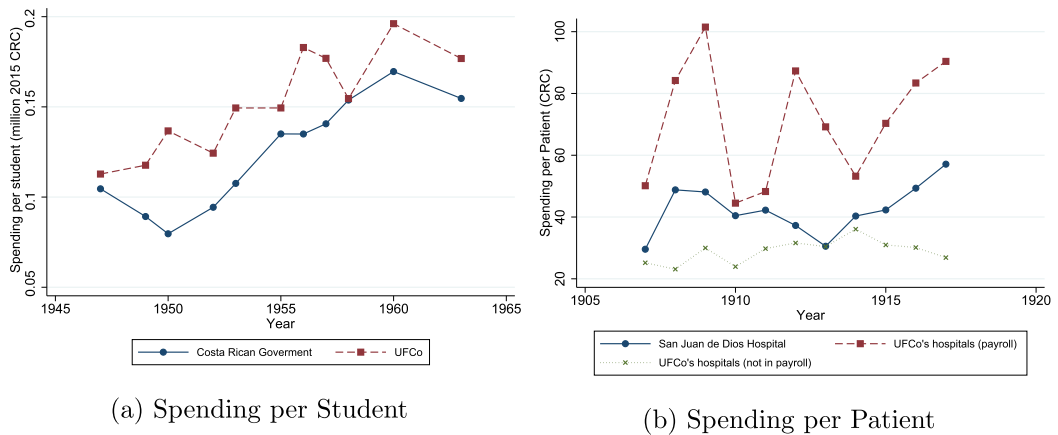 Spending per student (million 2015 CRC)
0.2
0.15
0.1
0.05
1945 1950 1955 1960 1965
Year
Costa Rican Goverment UFCo
(a) Spending per Student
Spending per Patient (CRC)
100
80
60
40
20
1905 1910 1915 1920
Year
San Juan de Dios Hospital UFCo's hospitals (payroll)
UFCo's hospitals (not in payroll)
(b) Spending per Patient